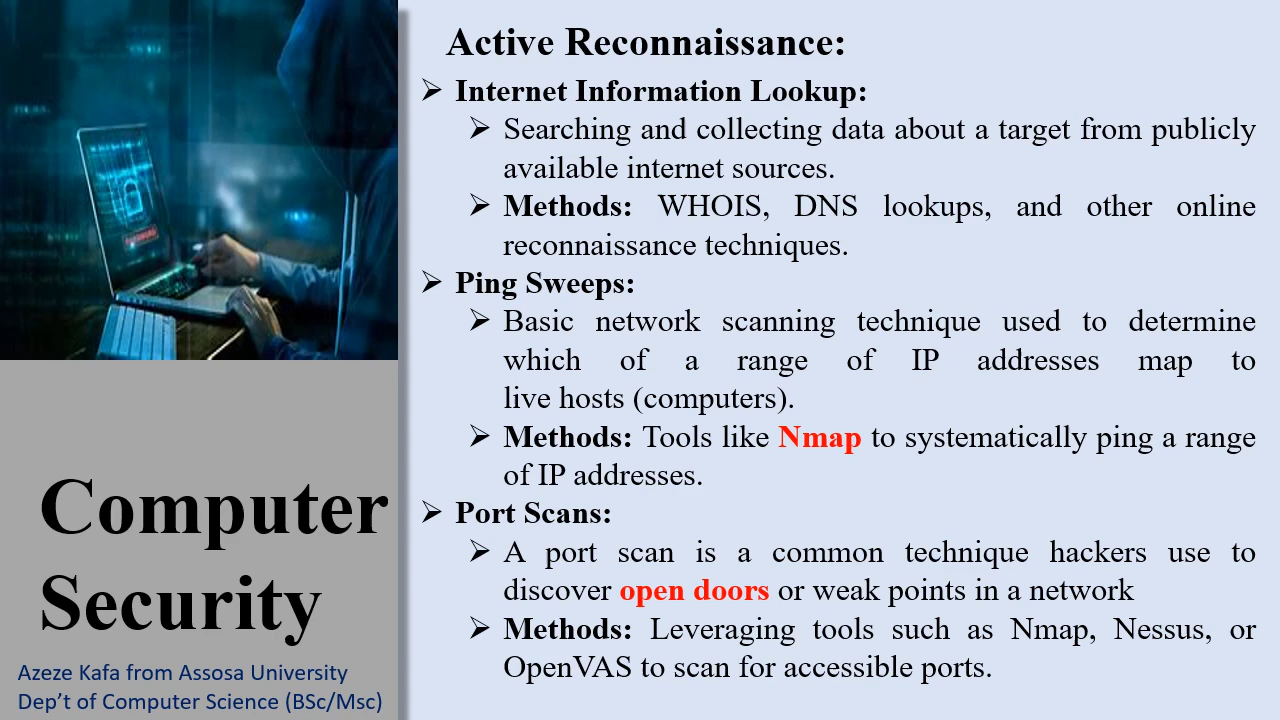 Active Reconnaissance:
➢ Internet Information Lookup:
➢ Searching and collecting data about a target from publicly
available internet sources.
➢ Methods: WHOIS, DNS lookups, and other online
reconnaissance techniques.
➢ Ping Sweeps:
➢ Basic network scanning technique used to determine
which of a range of IP addresses map to
live hosts (computers).
➢ Methods: Tools like Nmap to systematically ping a range
of IP addresses.
➢ Port Scans:
➢ A port scan is a common technique hackers use to
discover open doors or weak points in a network
➢ Methods: Leveraging tools such as Nmap, Nessus, or
OpenVAS to scan for accessible ports.
Computer
Security
Azeze Kafa from Assosa University
Dep’t of Computer Science (BSc/Msc)